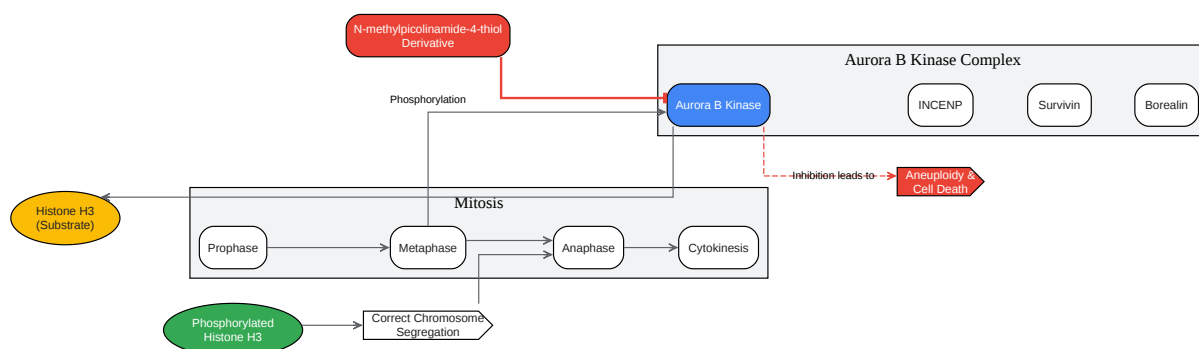 N-methylpicolinamide-4-thiol
Derivative
Aurora B Kinase Complex
Phosphorylation
Aurora B Kinase
INCENP
Survivin
Borealin
Inhibition leads to
Aneuploidy &
Cell Death
Histone H3
(Substrate)
Mitosis
Prophase
Metaphase
Anaphase
Cytokinesis
Phosphorylated
Histone H3
Correct Chromosome
Segregation